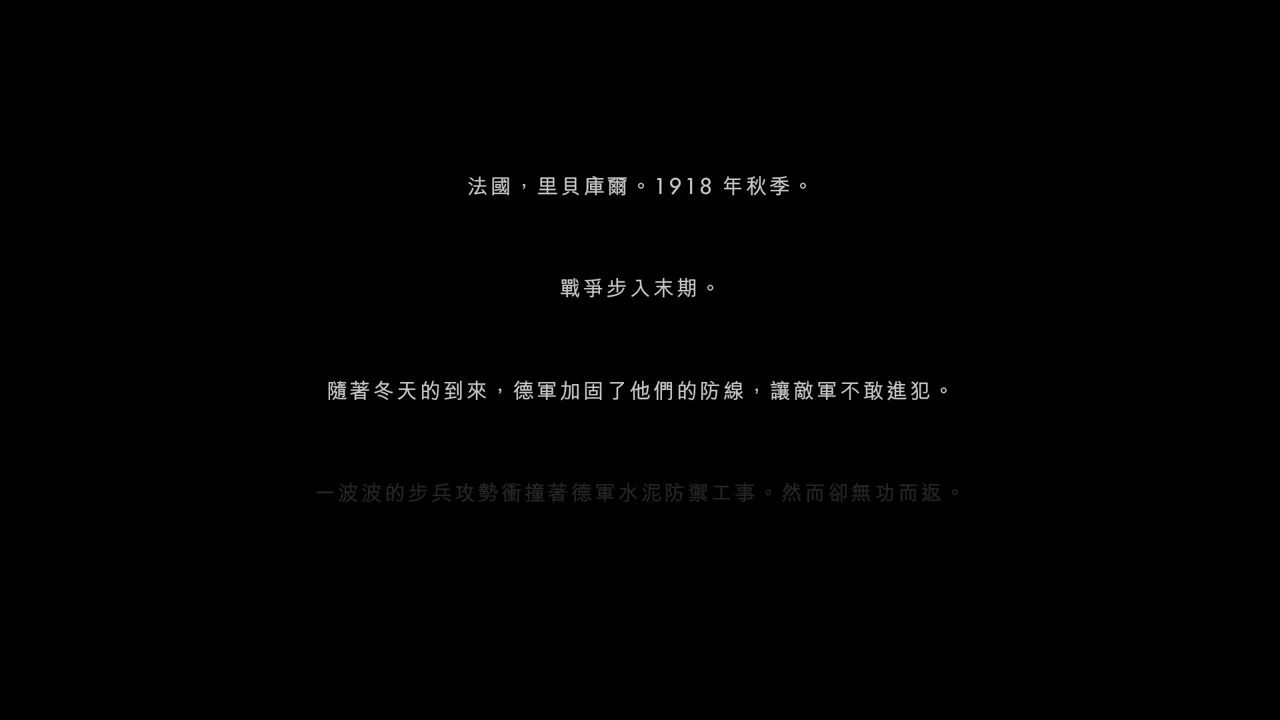 法國，里貝庫爾。1918 年秋季。
戰爭步入末期。
隨著冬天的到來，德軍加固了他們的防線，讓敵軍不敢進犯。
一波波的步兵攻勢衝撞著德軍水泥防禦工事。然而卻無功而返。